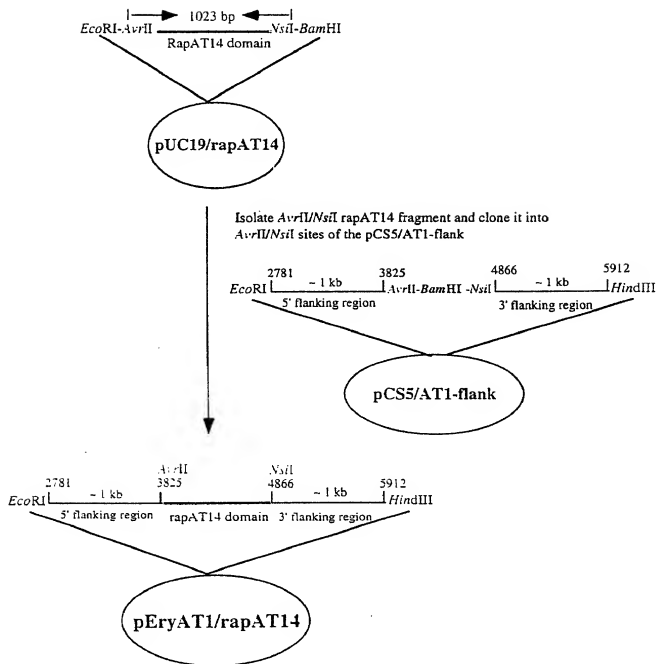 1023 bp
EcoRI-AvrII NsiI-BamHI
RapAT14 domain
pUC19/rapAT14
Isolate AvrII/NsiI rapAT14 fragment and clone it into
AvrII/NsiI sites of the pCS5/AT1-flank
2781 3825 4866 5912
EcoRI ~ 1 kb AvrII-BamHI -NsiI ~ 1 kb HindIII
5' flanking region 3' flanking region
pCS5/AT1-flank
AvrII NsiI
2781 3825 4866 5912
EcoRI ~ 1 kb ~ 1 kb HindIII
5' flanking region rapAT14 domain 3' flanking region
pEryAT1/rapAT14